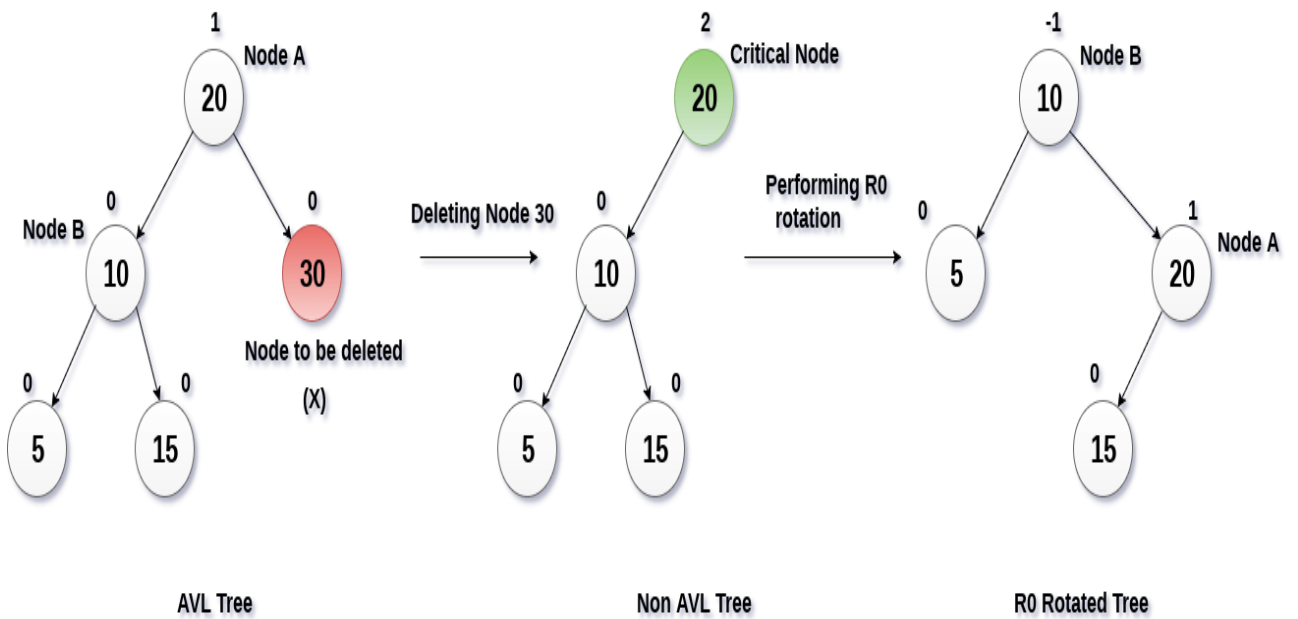 1
Node A
20
0
Node B
10
0
30
Node to be deleted
(X)
0
5
0
15
AVL Tree
Deleting Node 30
2
Critical Node
20
0
10
0
5
0
15
Non AVL Tree
Performing R0
rotation
-1
Node B
10
0
5
1
Node A
20
0
15
R0 Rotated Tree